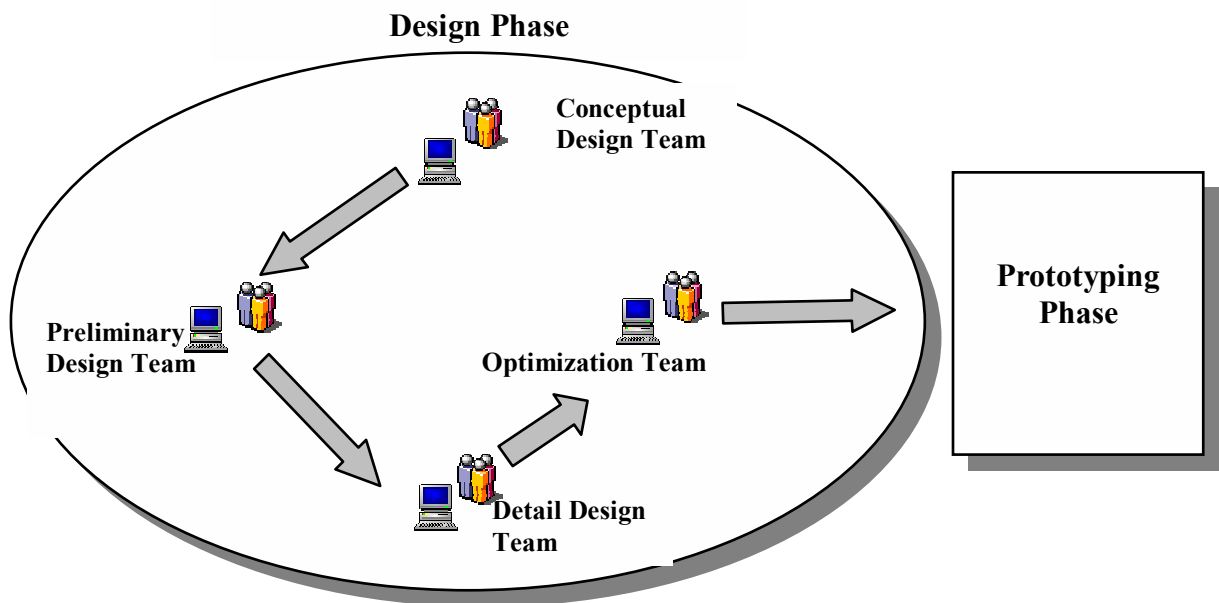 Design Phase
Conceptual
Design Team
Preliminary
Design Team
Optimization Team
Detail Design
Team
Prototyping
Phase